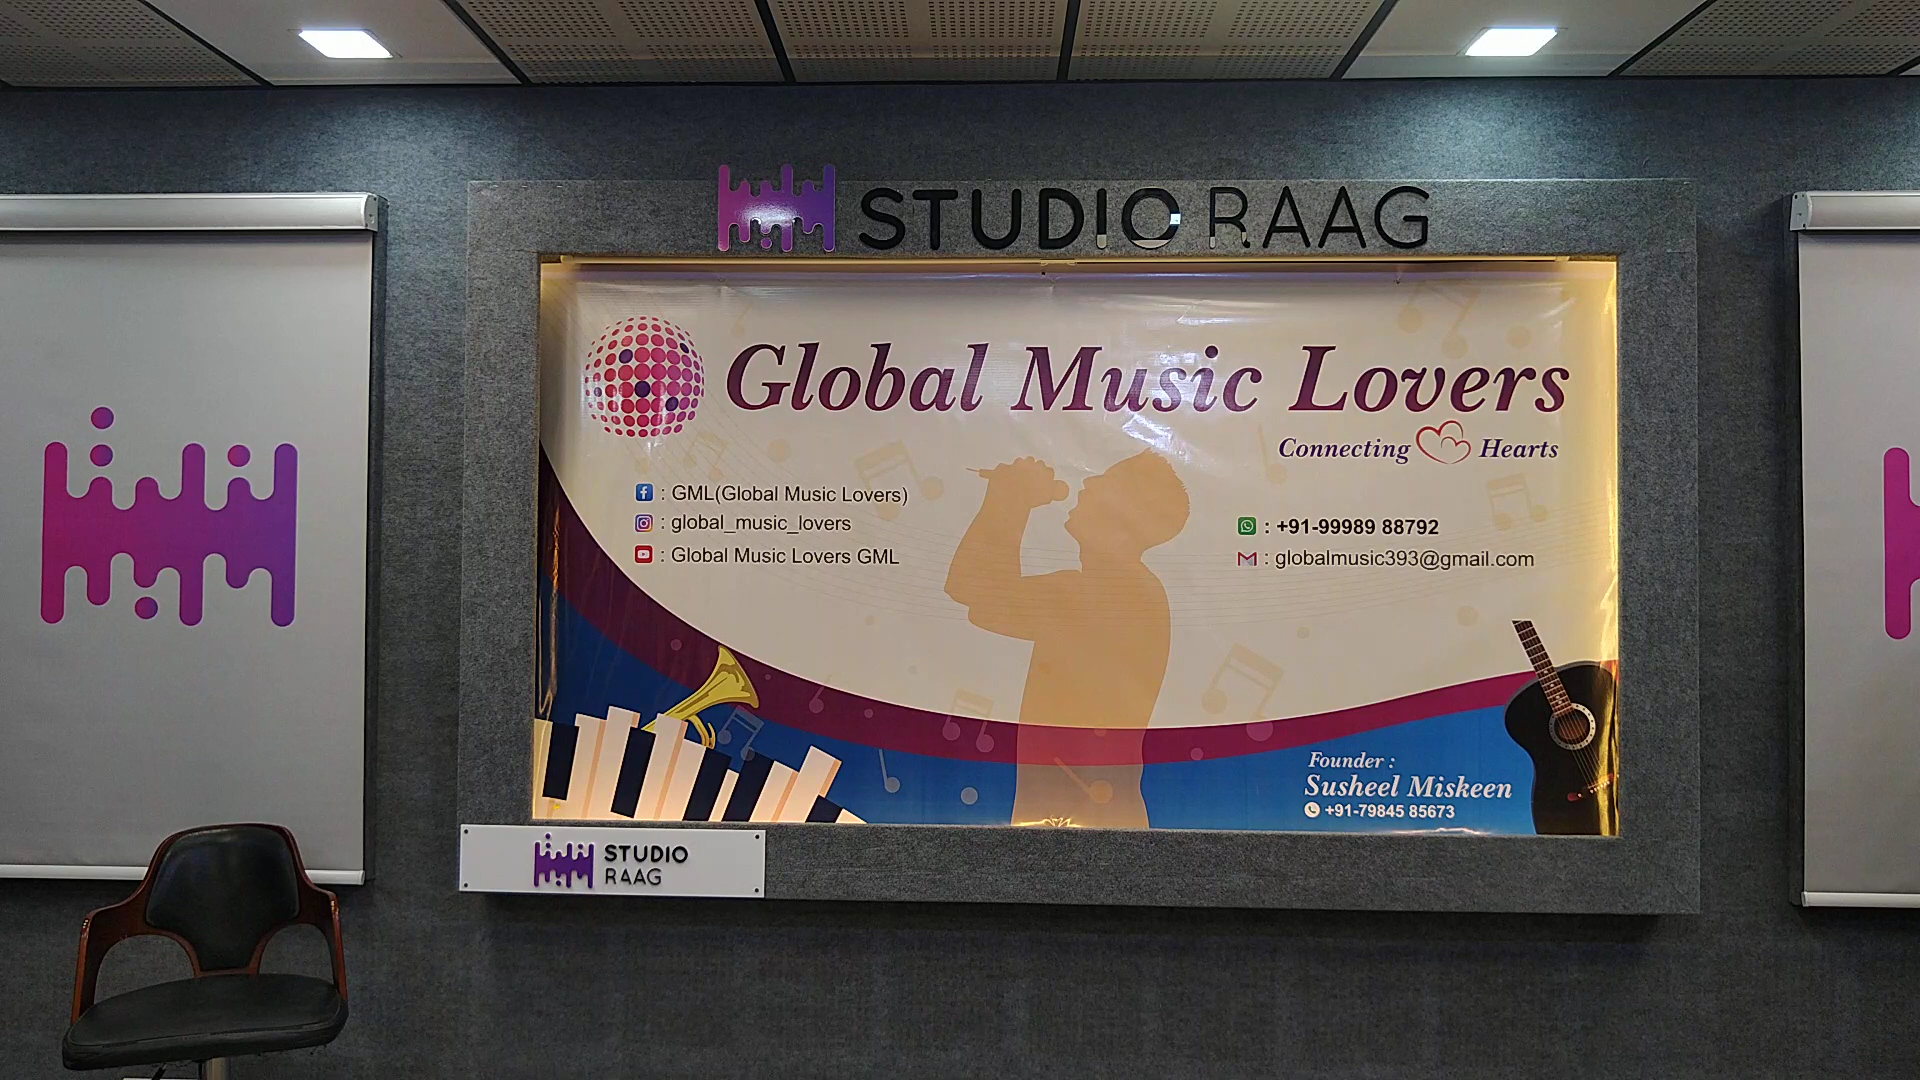 STUDIO RAAG
Global Music Lovers
Connecting Hearts
: GML(Global Music Lovers)
: global_music_lovers
: Global Music Lovers GML
: +91-99989 88792
: globalmusic393@gmail.com
Founder :
Susheel Miskeen
+91-79845 85673
STUDIO
RAAG